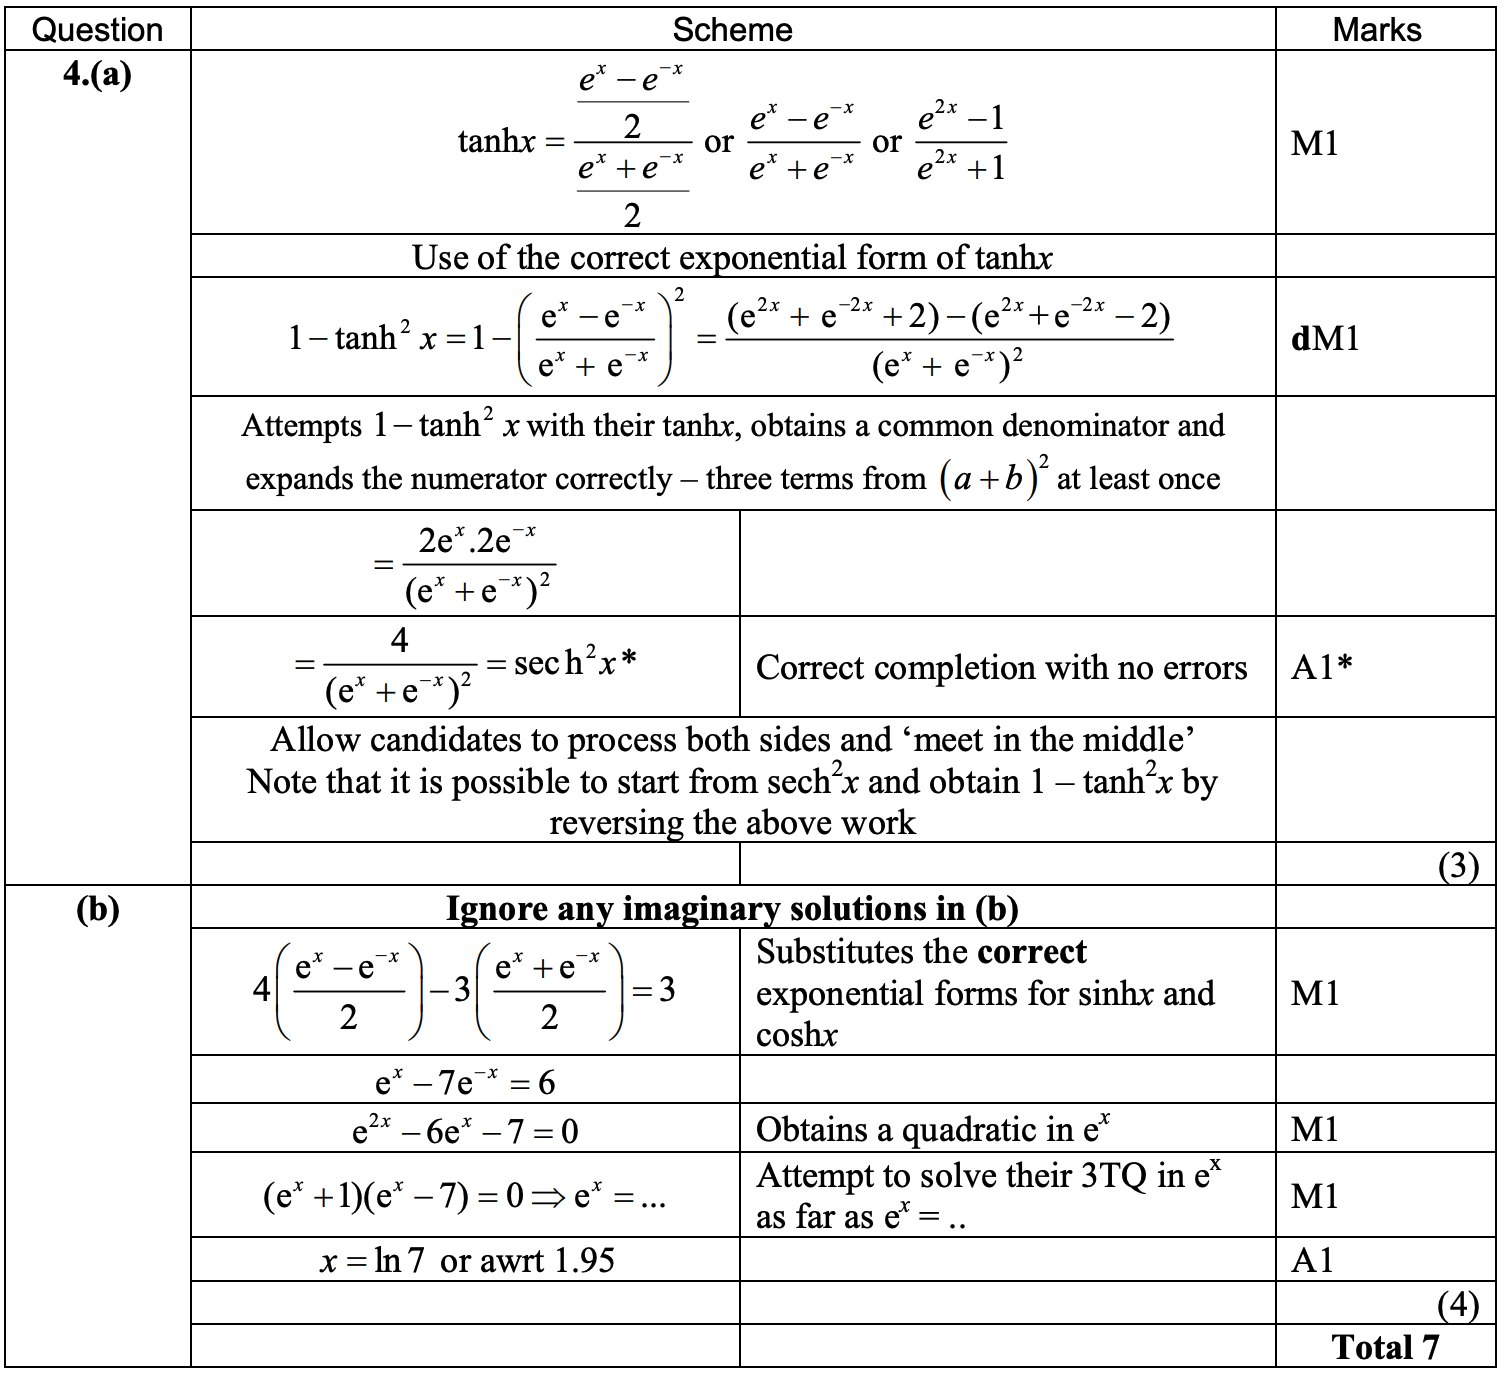 Question Scheme Marks
4.(a) tanhx = ((e^x − e^−x)/2)/((e^x + e^−x)/2) or (e^x − e^−x)/(e^x + e^−x) or (e^2x − 1)/(e^2x + 1) M1
Use of the correct exponential form of tanhx
1 − tanh² x = 1 − ((e^x − e^−x)/(e^x + e^−x))² = ((e^2x + e^−2x + 2) − (e^2x + e^−2x − 2))/(e^x + e^−x)² dM1
Attempts 1 − tanh² x with their tanhx, obtains a common denominator and
expands the numerator correctly – three terms from (a + b)² at least once
= (2e^x.2e^−x)/(e^x + e^−x)²
= 4/(e^x + e^−x)² = sech²x* Correct completion with no errors A1*
Allow candidates to process both sides and ‘meet in the middle’
Note that it is possible to start from sech²x and obtain 1 – tanh²x by
reversing the above work
(3)
(b) Ignore any imaginary solutions in (b)
4((e^x − e^−x)/2) − 3((e^x + e^−x)/2) = 3 Substitutes the correct
exponential forms for sinhx and
coshx
M1
e^x − 7e^−x = 6
e^2x − 6e^x − 7 = 0 Obtains a quadratic in e^x M1
(e^x + 1)(e^x − 7) = 0 ⇒ e^x = ... Attempt to solve their 3TQ in e^x
as far as e^x = ..
M1
x = ln 7 or awrt 1.95 A1
(4)
Total 7